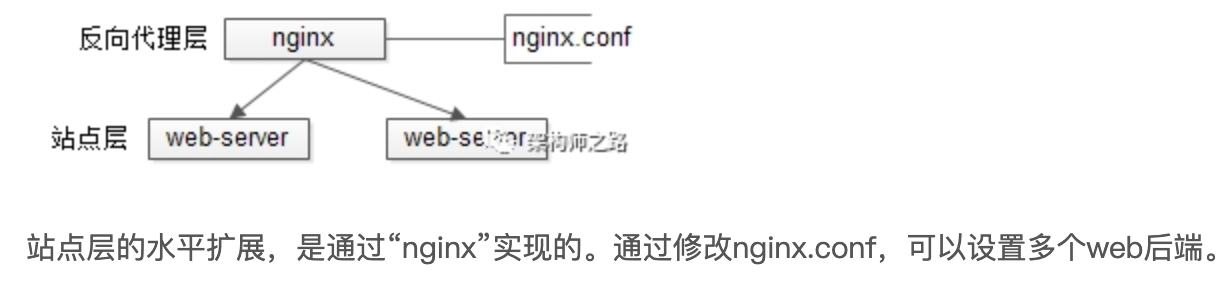 反向代理层 nginx nginx.conf
站点层 web-server web-server 架构师之路
站点层的水平扩展，是通过“nginx”实现的。通过修改nginx.conf，可以设置多个web后端。